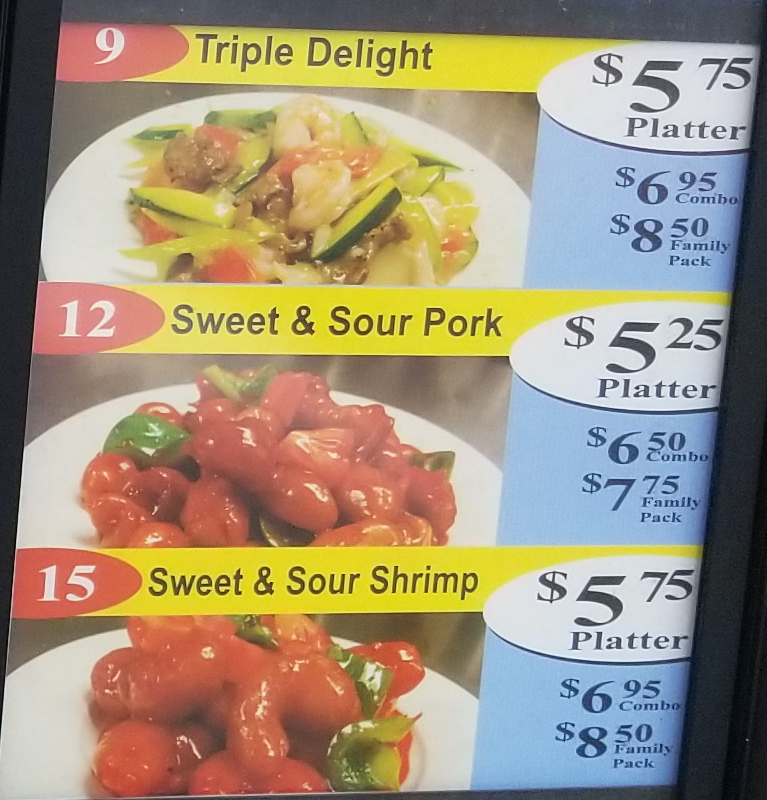 9 Triple Delight
$5 75
Platter
$6 95 Combo
$8 50 Family Pack
12 Sweet & Sour Pork
$5 25
Platter
$6 50 Combo
$7 75 Family Pack
15 Sweet & Sour Shrimp
$5 75
Platter
$6 95 Combo
$8 50 Family Pack